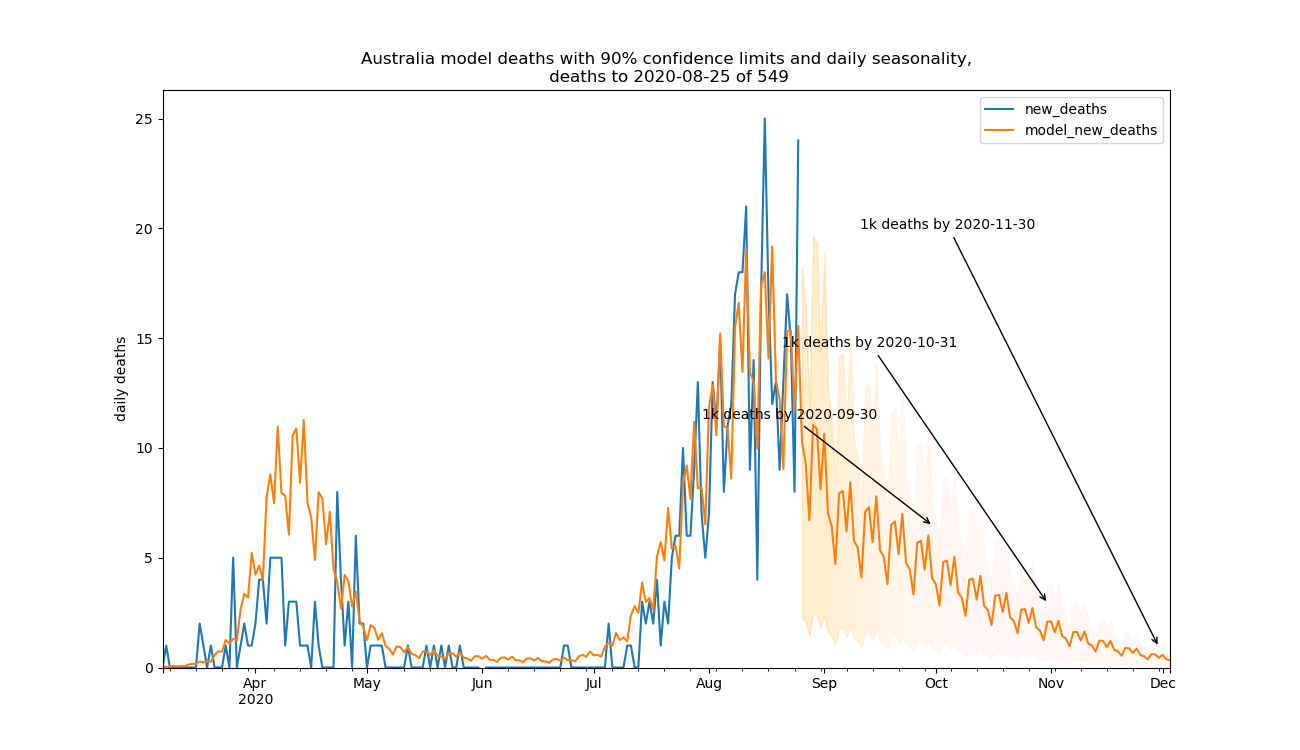 Australia model deaths with 90% confidence limits and daily seasonality,
deaths to 2020-08-25 of 549
new_deaths
model_new_deaths
25
20
15
10
5
0
daily deaths
1k deaths by 2020-11-30
1k deaths by 2020-10-31
1k deaths by 2020-09-30
Apr
2020
May
Jun
Jul
Aug
Sep
Oct
Nov
Dec